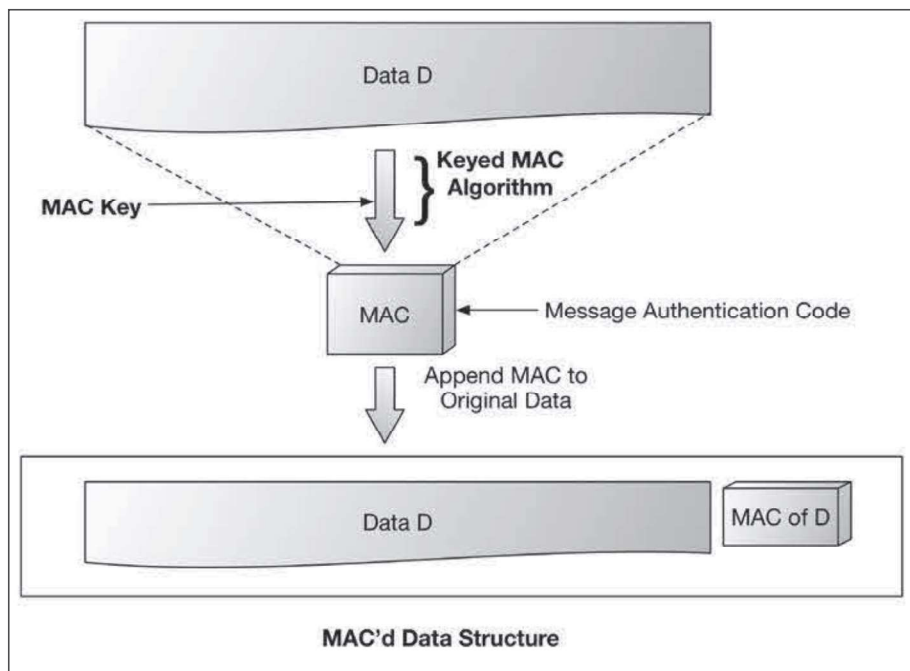 Data D
Keyed MAC
Algorithm
MAC Key
MAC
Message Authentication Code
Append MAC to
Original Data
Data D
MAC of D
MAC'd Data Structure